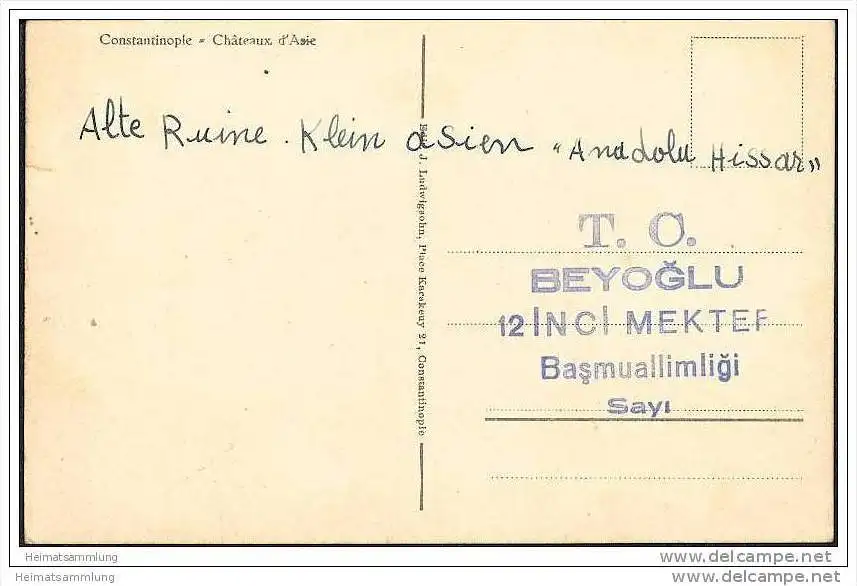 Constantinople - Châteaux d'Asie
Alte Ruine. Klein asien "Anadolu Hissar"
Edit. J. Ludwigsohn, Place Karakeuy 21, Constantinople
T. C.
BEYOĞLU
12 İNCİ MEKTEP
Başmuallimliği
Sayı
Heimatsammlung
Heimatsammlung
www.delcampe.net
www.delcampe.net